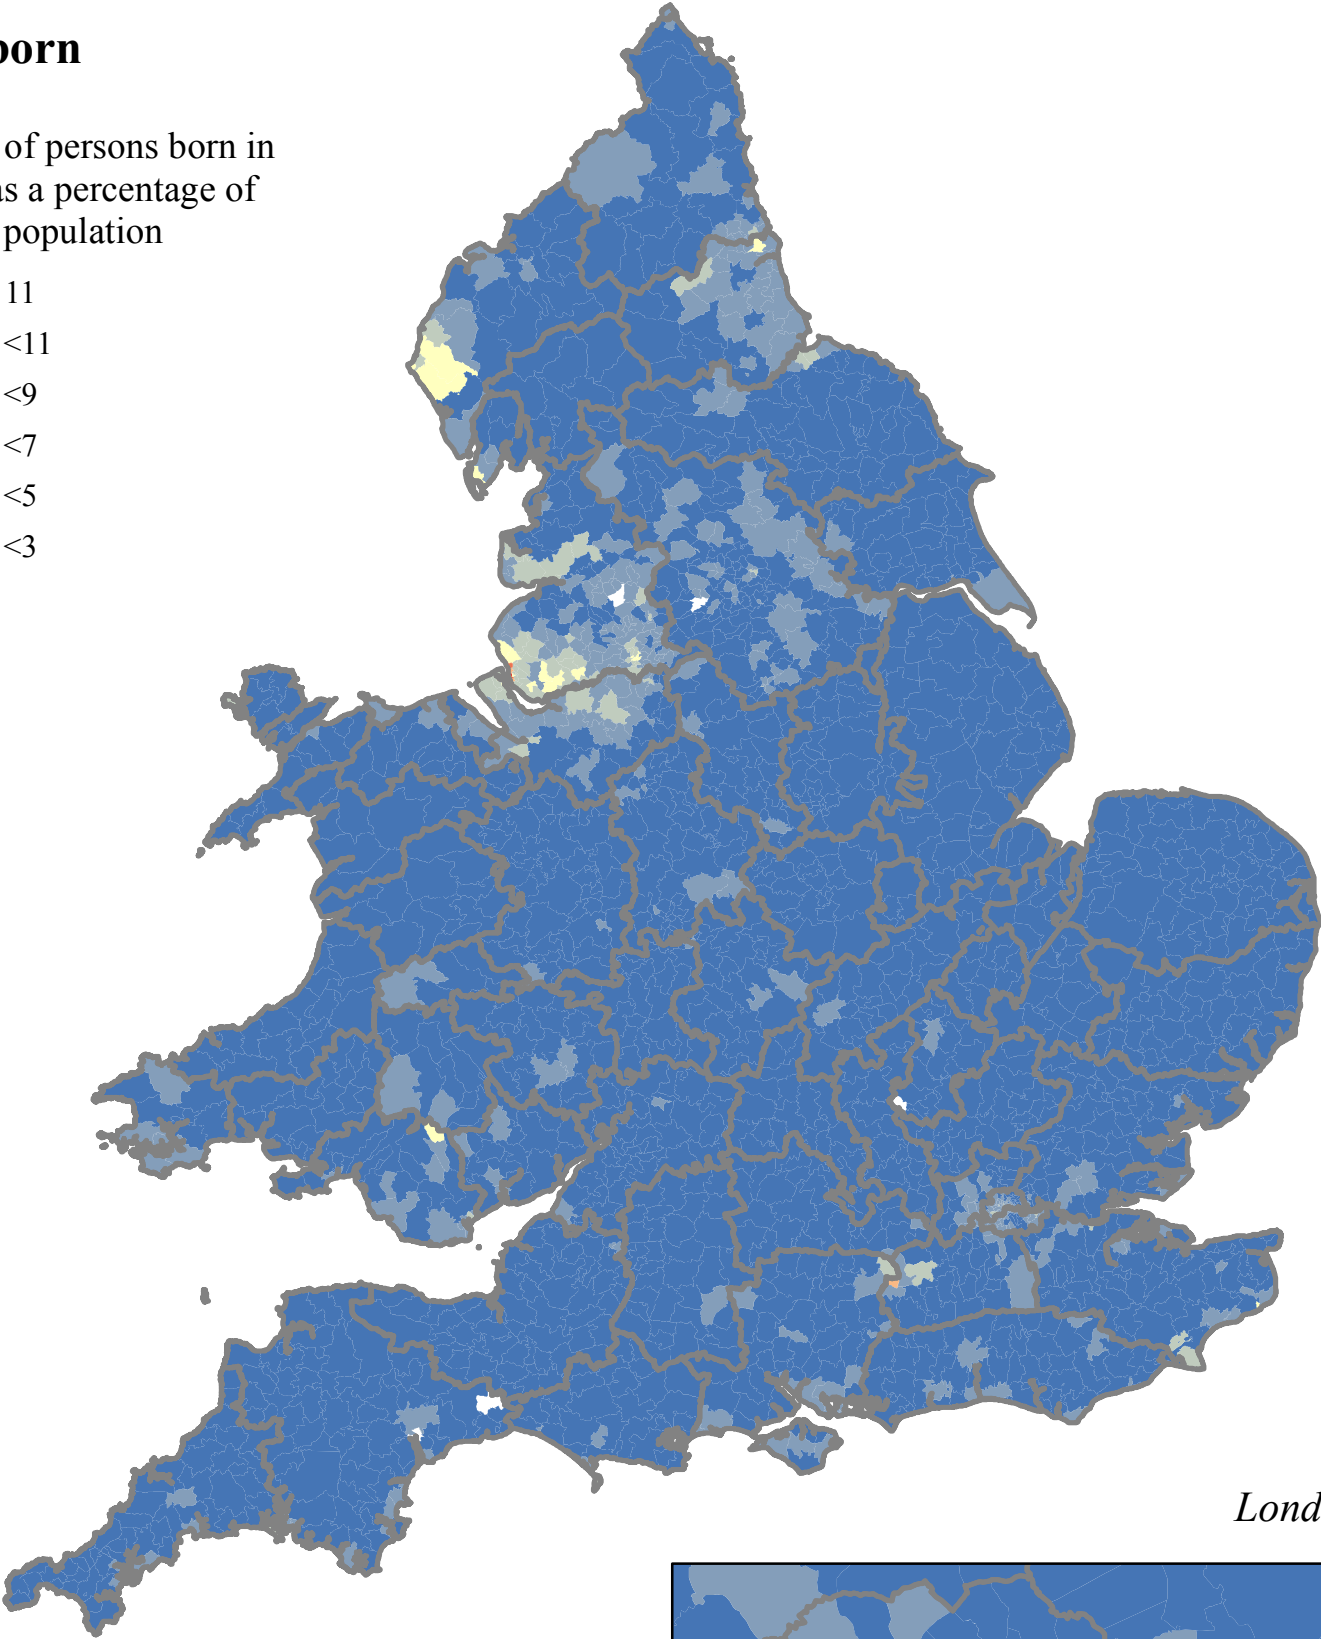 born
of persons born in
as a percentage of
population
11
<11
<9
<7
<5
<3
Lond